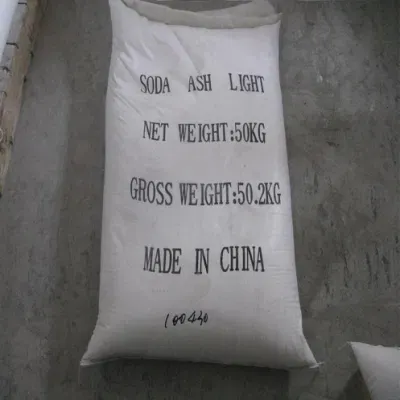 SODA ASH LIGHT
NET WEIGHT:50KG
GROSS WEIGHT:50.2KG
MADE IN CHINA
100430